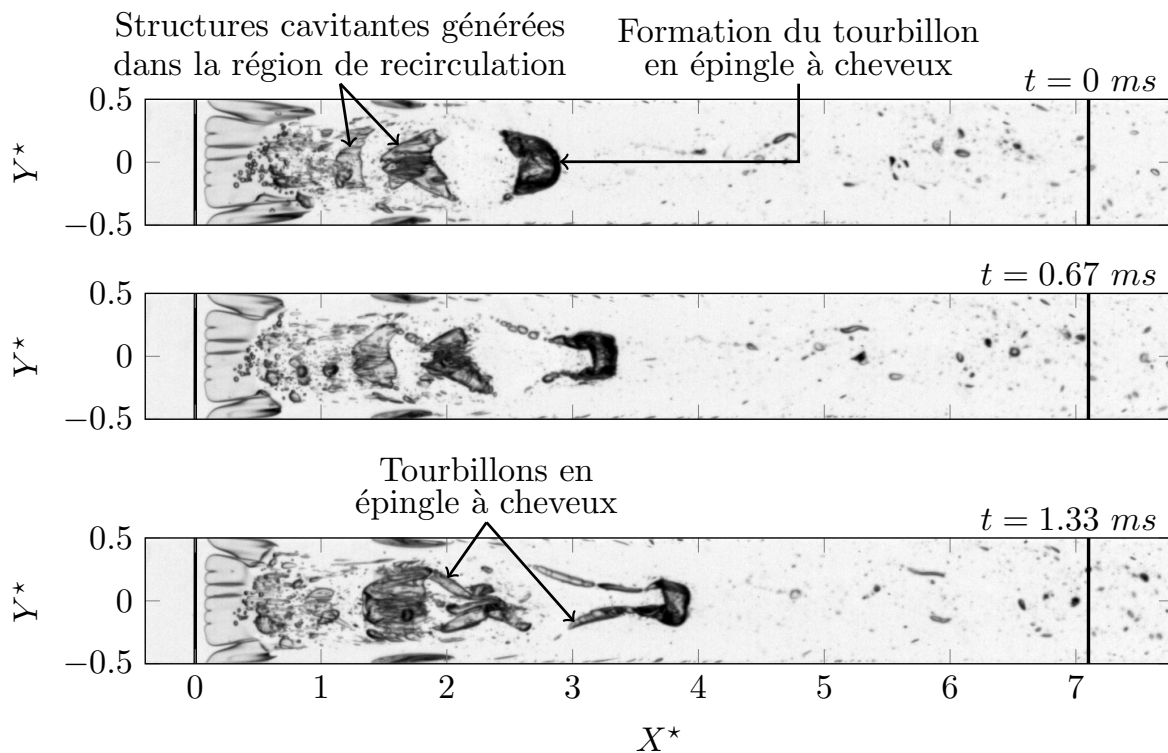 Structures cavitantes générées
dans la région de recirculation
Formation du tourbillon
en épingle à cheveux
t = 0 ms
0.5
0
−0.5
Y⋆
t = 0.67 ms
0.5
0
−0.5
Y⋆
Tourbillons en
épingle à cheveux
t = 1.33 ms
0.5
0
−0.5
Y⋆
0 1 2 3 4 5 6 7
X⋆